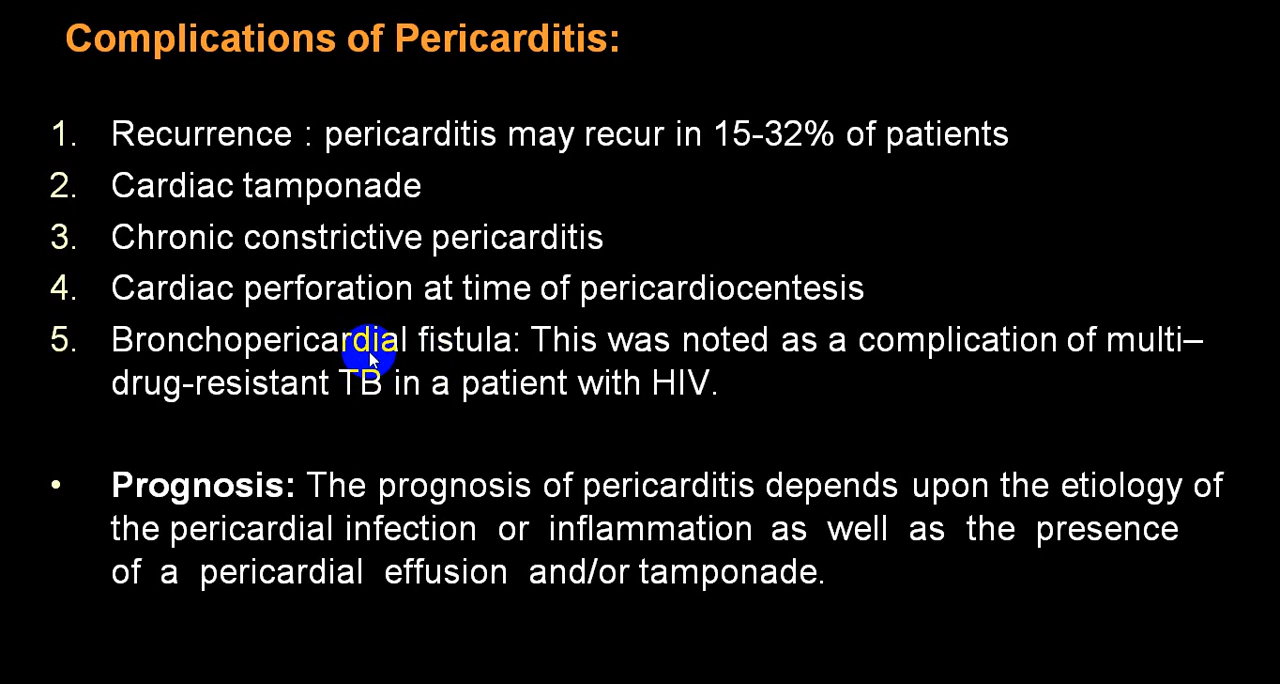 Complications of Pericarditis:
1. Recurrence : pericarditis may recur in 15-32% of patients
2. Cardiac tamponade
3. Chronic constrictive pericarditis
4. Cardiac perforation at time of pericardiocentesis
5. Bronchopericardial fistula: This was noted as a complication of multi–
drug-resistant TB in a patient with HIV.
• Prognosis: The prognosis of pericarditis depends upon the etiology of
the pericardial infection or inflammation as well as the presence
of a pericardial effusion and/or tamponade.